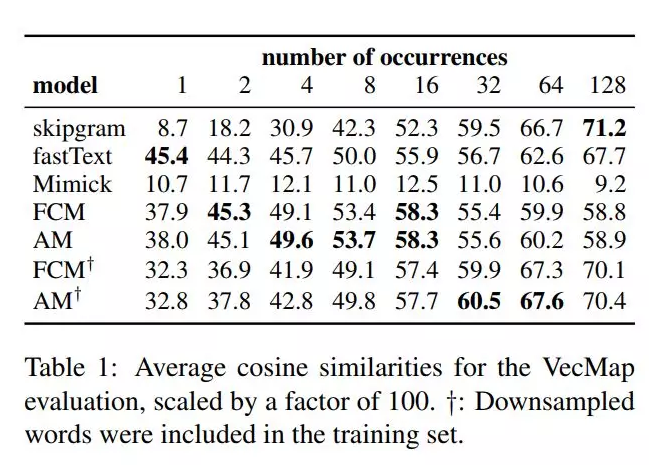 number of occurrences
model 1 2 4 8 16 32 64 128
skipgram 8.7 18.2 30.9 42.3 52.3 59.5 66.7 71.2
fastText 45.4 44.3 45.7 50.0 55.9 56.7 62.6 67.7
Mimick 10.7 11.7 12.1 11.0 12.5 11.0 10.6 9.2
FCM 37.9 45.3 49.1 53.4 58.3 55.4 59.9 58.8
AM 38.0 45.1 49.6 53.7 58.3 55.6 60.2 58.9
FCM† 32.3 36.9 41.9 49.1 57.4 59.9 67.3 70.1
AM† 32.8 37.8 42.8 49.8 57.7 60.5 67.6 70.4
Table 1: Average cosine similarities for the VecMap
evaluation, scaled by a factor of 100. †: Downsampled
words were included in the training set.